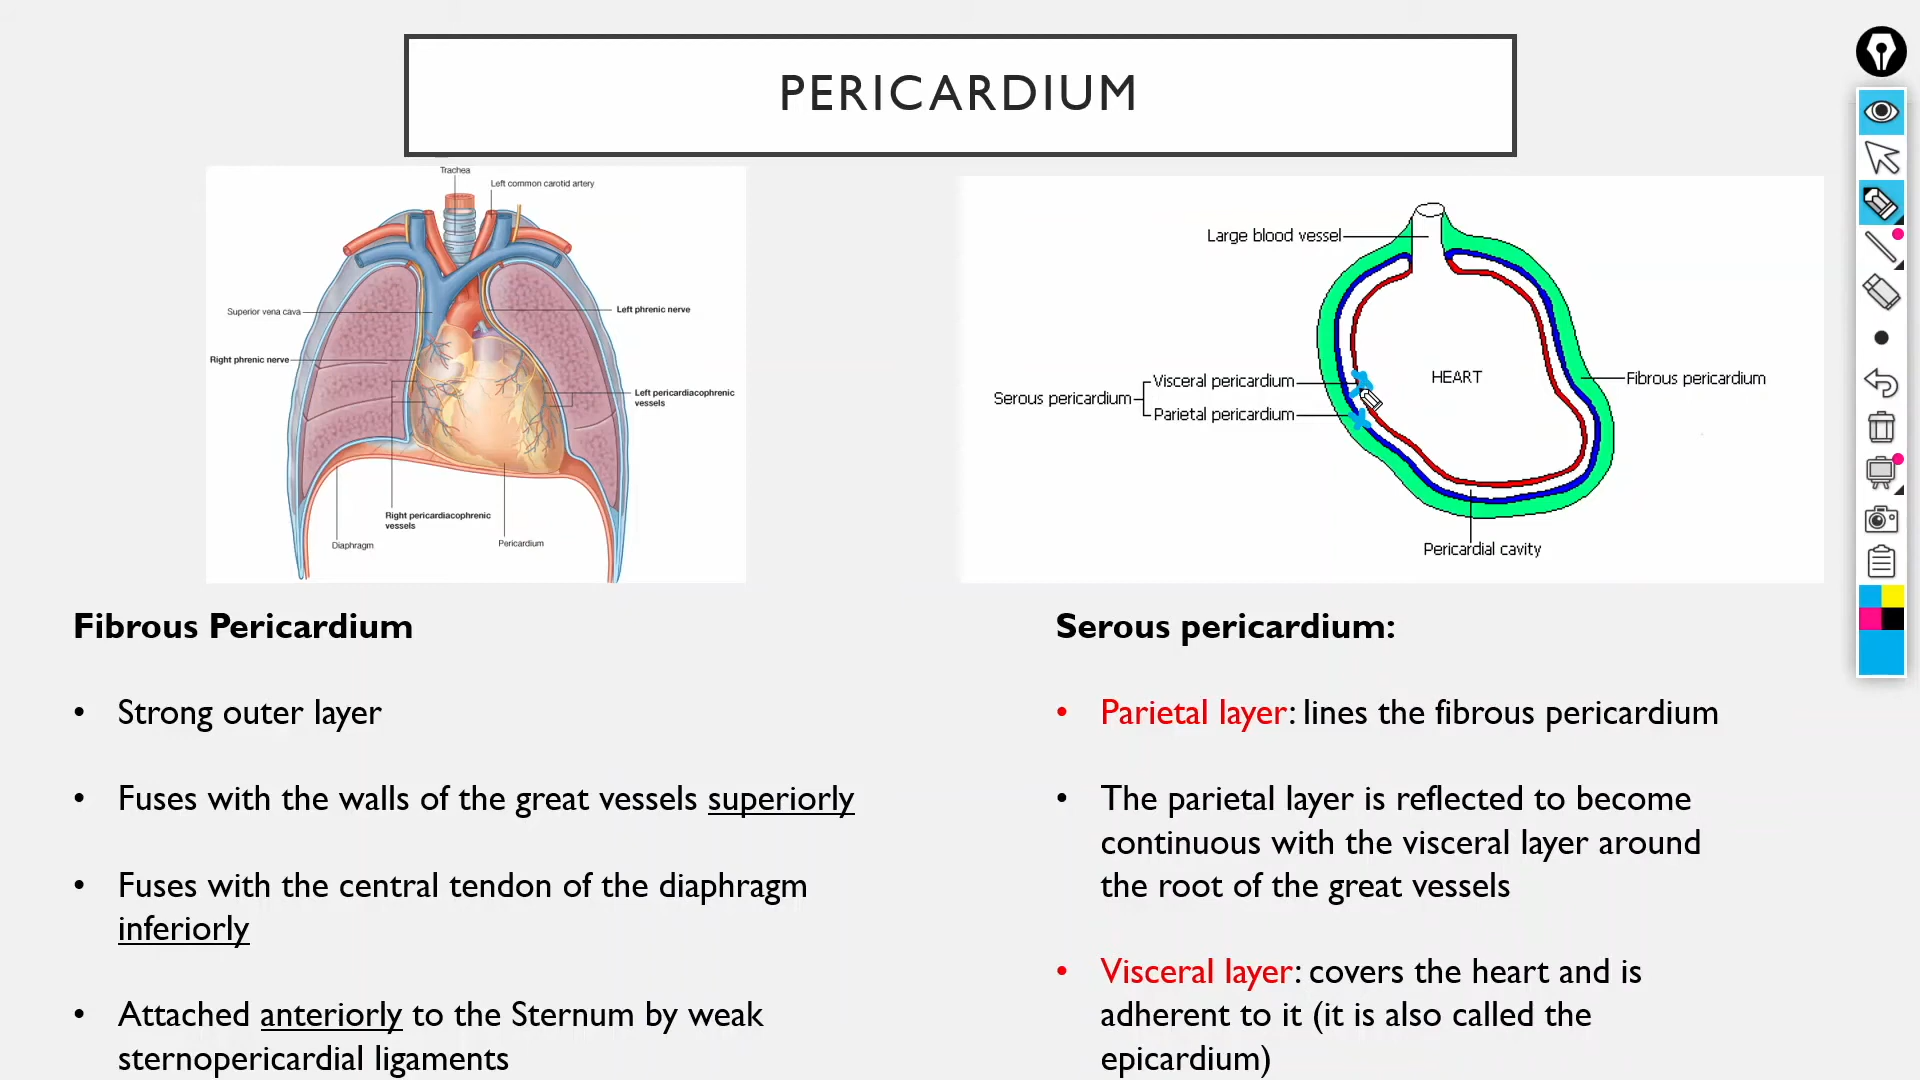 PERICARDIUM
Trachea
Left common carotid artery
Superior vena cava
Left phrenic nerve
Right phrenic nerve
Left pericardiacophrenic
vessels
Right pericardiacophrenic
vessels
Diaphragm
Pericardium
Large blood vessel
HEART
Visceral pericardium
Serous pericardium
Parietal pericardium
Fibrous pericardium
Pericardial cavity
Fibrous Pericardium
• Strong outer layer
• Fuses with the walls of the great vessels superiorly
• Fuses with the central tendon of the diaphragm
inferiorly
• Attached anteriorly to the Sternum by weak
sternopericardial ligaments
Serous pericardium:
• Parietal layer: lines the fibrous pericardium
• The parietal layer is reflected to become
continuous with the visceral layer around
the root of the great vessels
• Visceral layer: covers the heart and is
adherent to it (it is also called the
epicardium)